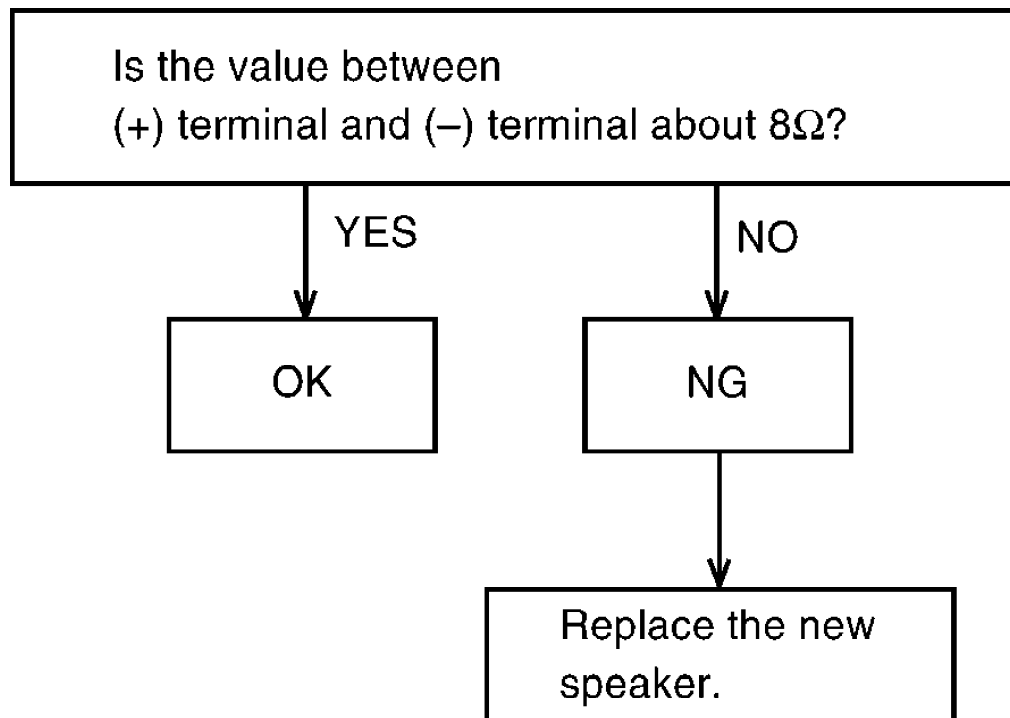 Is the value between
(+) terminal and (–) terminal about 8Ω?
YES
NO
OK
NG
Replace the new
speaker.